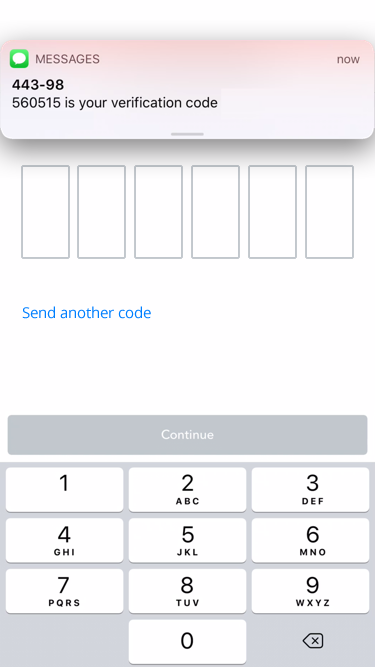 MESSAGES now
443-98
560515 is your verification code
Send another code
Continue
1 2 3
ABC DEF
4 5 6
GHI JKL MNO
7 8 9
PQRS TUV WXYZ
0